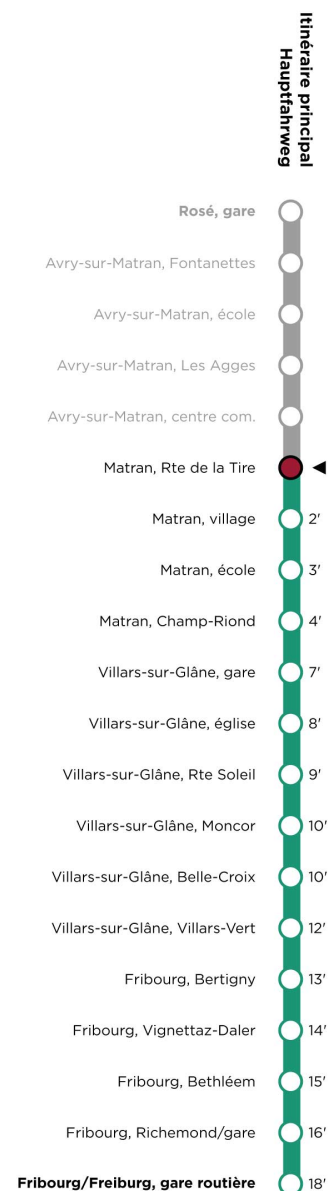 Itinéraire principal
Hauptfahrweg
Rosé, gare
Avry-sur-Matran, Fontanettes
Avry-sur-Matran, école
Avry-sur-Matran, Les Agges
Avry-sur-Matran, centre com.
Matran, Rte de la Tire
Matran, village 2'
Matran, école 3'
Matran, Champ-Riond 4'
Villars-sur-Glâne, gare 7'
Villars-sur-Glâne, église 8'
Villars-sur-Glâne, Rte Soleil 9'
Villars-sur-Glâne, Moncor 10'
Villars-sur-Glâne, Belle-Croix 10'
Villars-sur-Glâne, Villars-Vert 12'
Fribourg, Bertigny 13'
Fribourg, Vignettaz-Daler 14'
Fribourg, Bethléem 15'
Fribourg, Richemond/gare 16'
Fribourg/Freiburg, gare routière 18'